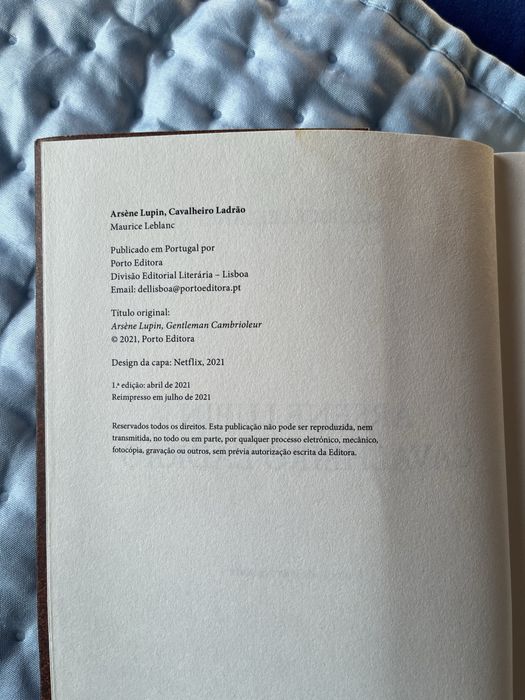 Arsène Lupin, Cavalheiro Ladrão
Maurice Leblanc
Publicado em Portugal por
Porto Editora
Divisão Editorial Literária – Lisboa
Email: dellisboa@portoeditora.pt
Título original:
Arsène Lupin, Gentleman Cambrioleur
© 2021, Porto Editora
Design da capa: Netflix, 2021
1.ª edição: abril de 2021
Reimpresso em julho de 2021
Reservados todos os direitos. Esta publicação não pode ser reproduzida, nem
transmitida, no todo ou em parte, por qualquer processo eletrónico, mecânico,
fotocópia, gravação ou outros, sem prévia autorização escrita da Editora.